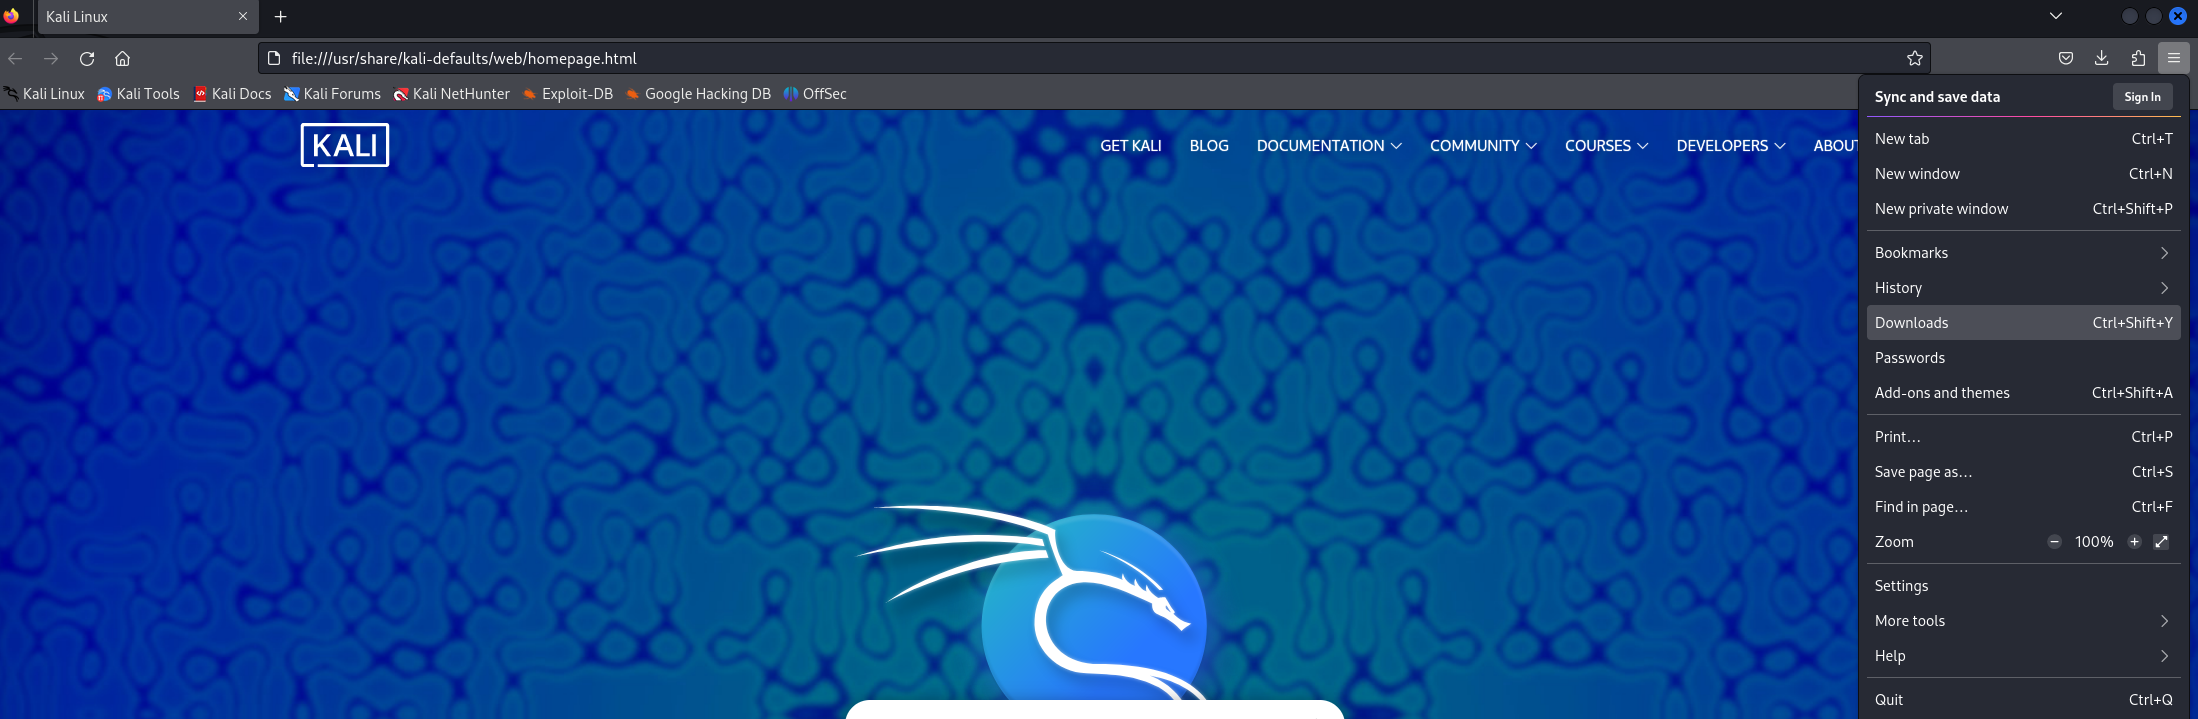 Kali Linux
file:///usr/share/kali-defaults/web/homepage.html
Kali Linux Kali Tools Kali Docs Kali Forums Kali NetHunter Exploit-DB Google Hacking DB OffSec
KALI GET KALI BLOG DOCUMENTATION COMMUNITY COURSES DEVELOPERS ABOUT
Sync and save data Sign In
New tab Ctrl+T
New window Ctrl+N
New private window Ctrl+Shift+P
Bookmarks
History
Downloads Ctrl+Shift+Y
Passwords
Add-ons and themes Ctrl+Shift+A
Print... Ctrl+P
Save page as... Ctrl+S
Find in page... Ctrl+F
Zoom − 100% +
Settings
More tools
Help
Quit Ctrl+Q